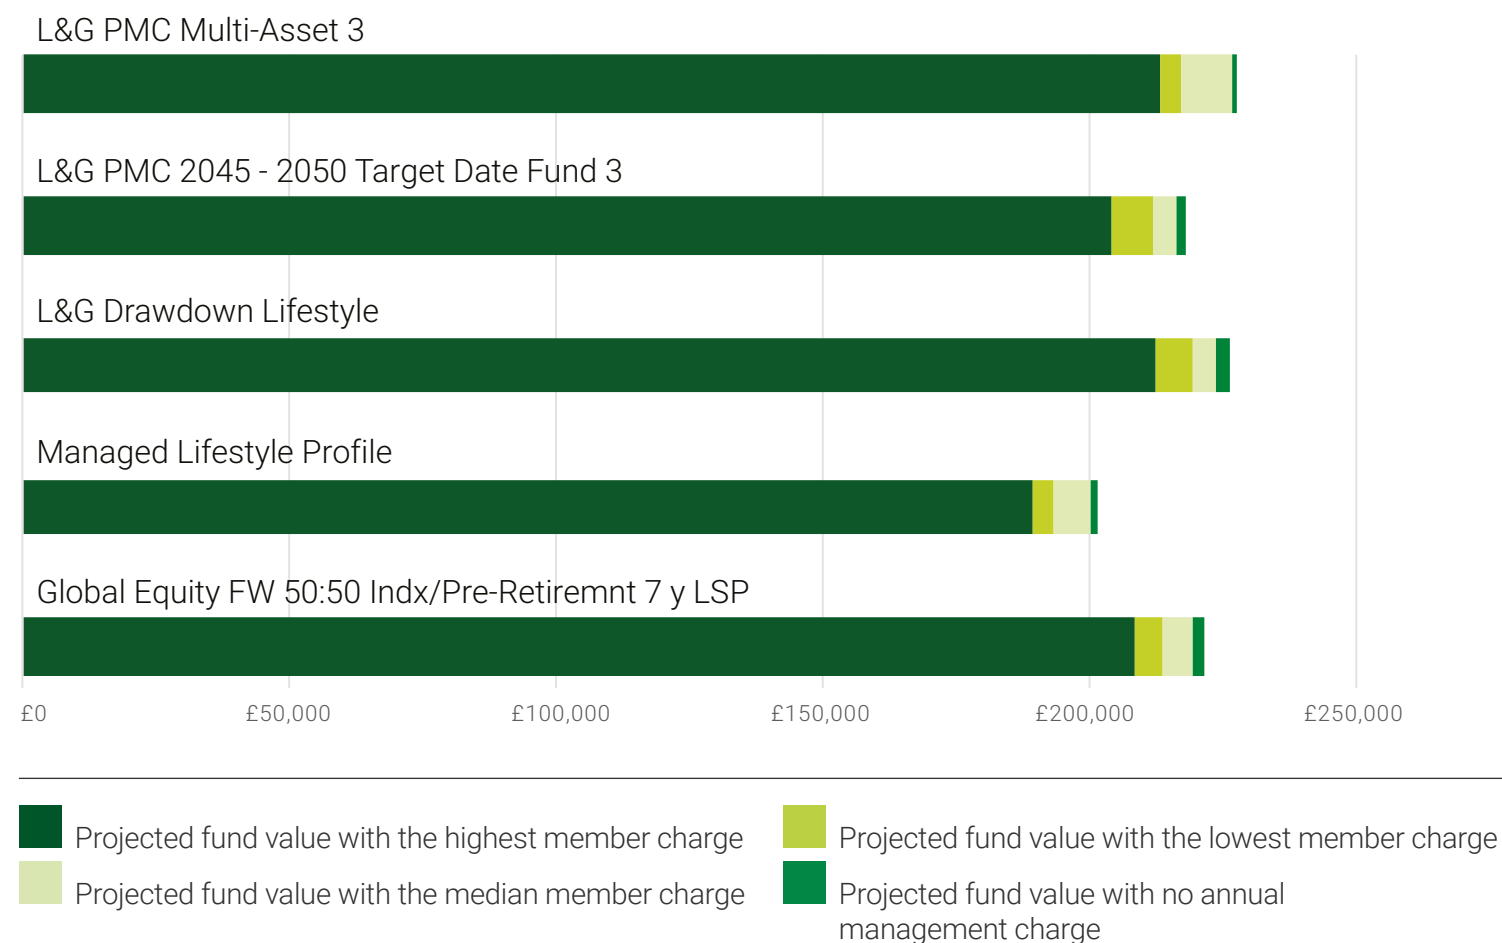 L&G PMC Multi-Asset 3
L&G PMC 2045 - 2050 Target Date Fund 3
L&G Drawdown Lifestyle
Managed Lifestyle Profile
Global Equity FW 50:50 Indx/Pre-Retiremnt 7 y LSP
£0 £50,000 £100,000 £150,000 £200,000 £250,000
Projected fund value with the highest member charge
Projected fund value with the lowest member charge
Projected fund value with the median member charge
Projected fund value with no annual
management charge